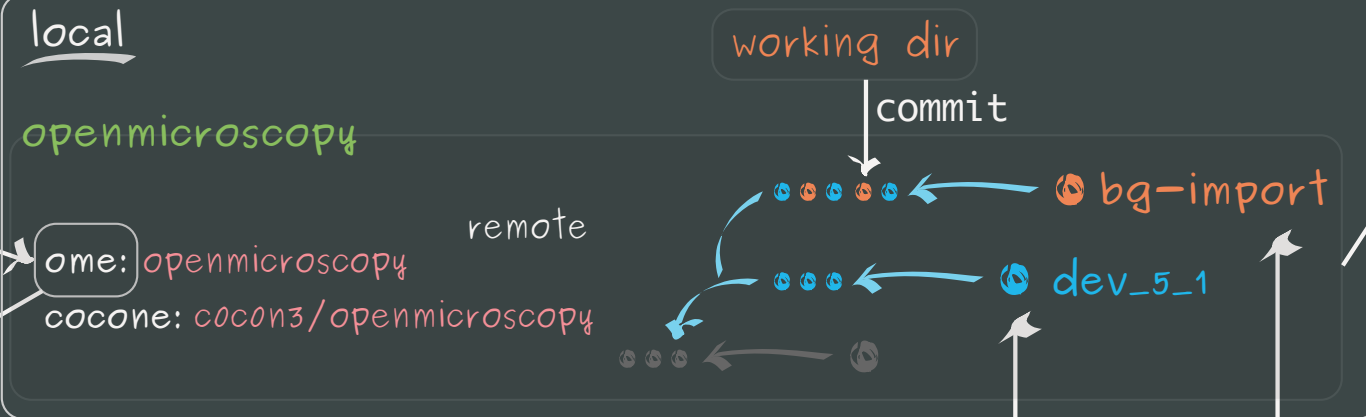 local
working dir
commit
openmicroscopy
bg-import
remote
ome: openmicroscopy
dev_5_1
cocone: cocon3/openmicroscopy